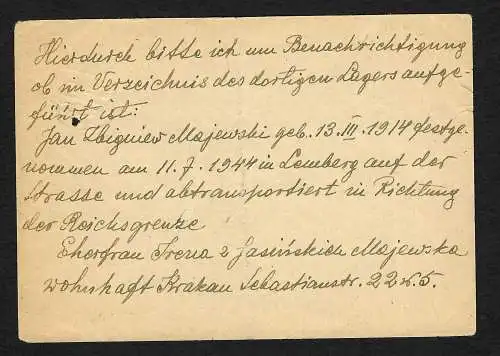 Hierdurch bitte ich um Benachrichtigung
ob im Verzeichnis des dortigen Lagers aufge-
führt ist:
Jan Zbigniew Majewski geb. 13.III.1914 festge-
nommen am 11.7.1944 in Lemberg auf der
Strasse und abtransportiert in Richtung
der Reichsgrenze
Eherfrau Irena z Jasińskich Majewska
wohnhaft Krakau Sebastianstr. 22